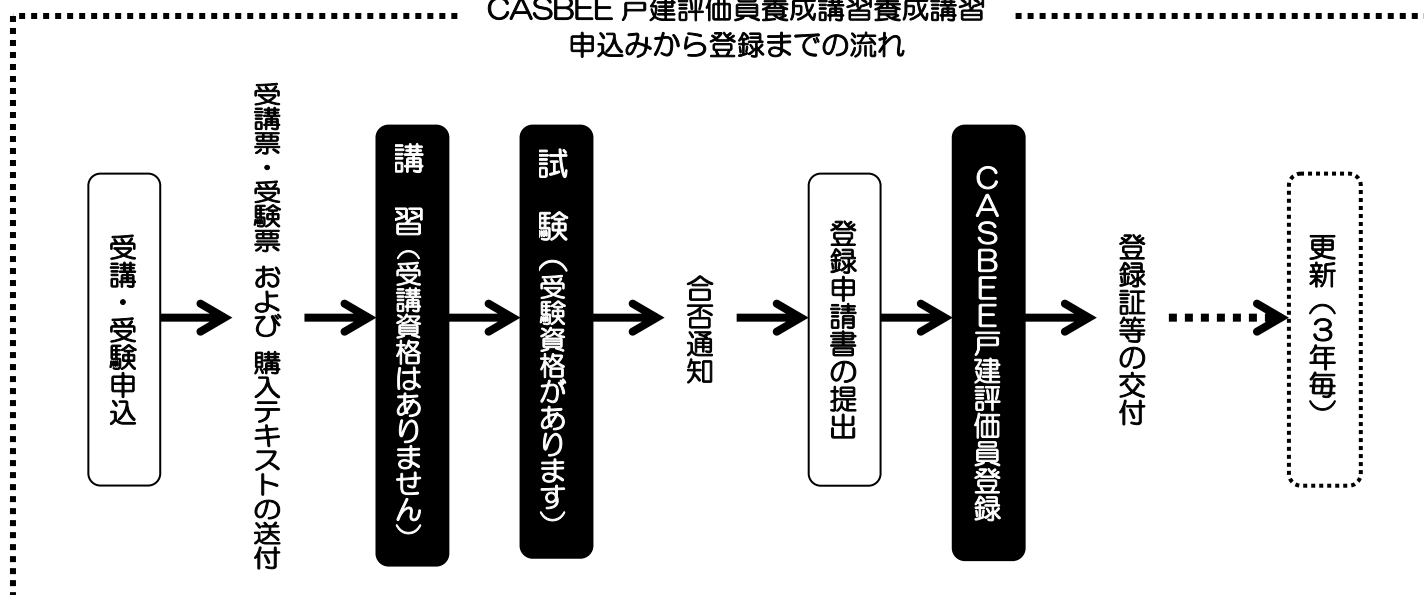 CASBEE 戸建評価員養成講習養成講習
申込みから登録までの流れ
受講・受験申込
受講票・受験票 および 購入テキストの送付
講 習（受講資格はありません）
試 験（受験資格があります）
合否通知
登録申請書の提出
CASBEE戸建評価員登録
登録証等の交付
更新（３年毎）